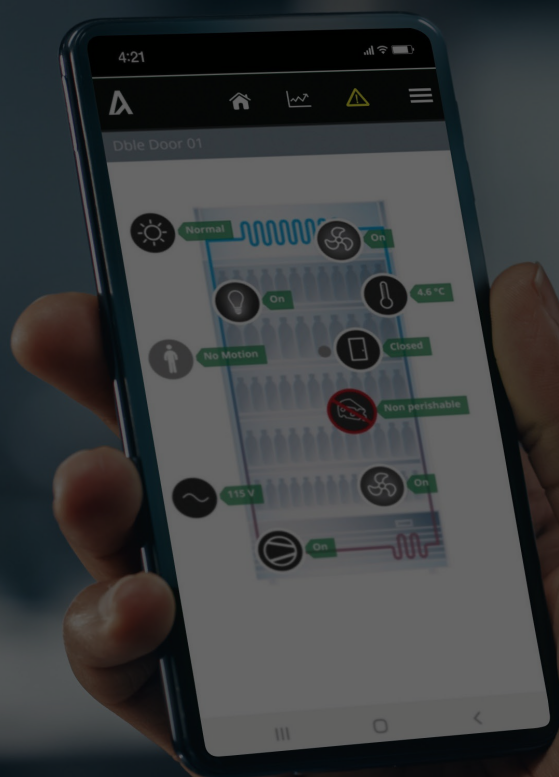 4:21
Dble Door 01
Normal
On
On
4.6 °C
No Motion
Closed
Non perishable
115 V
On
On